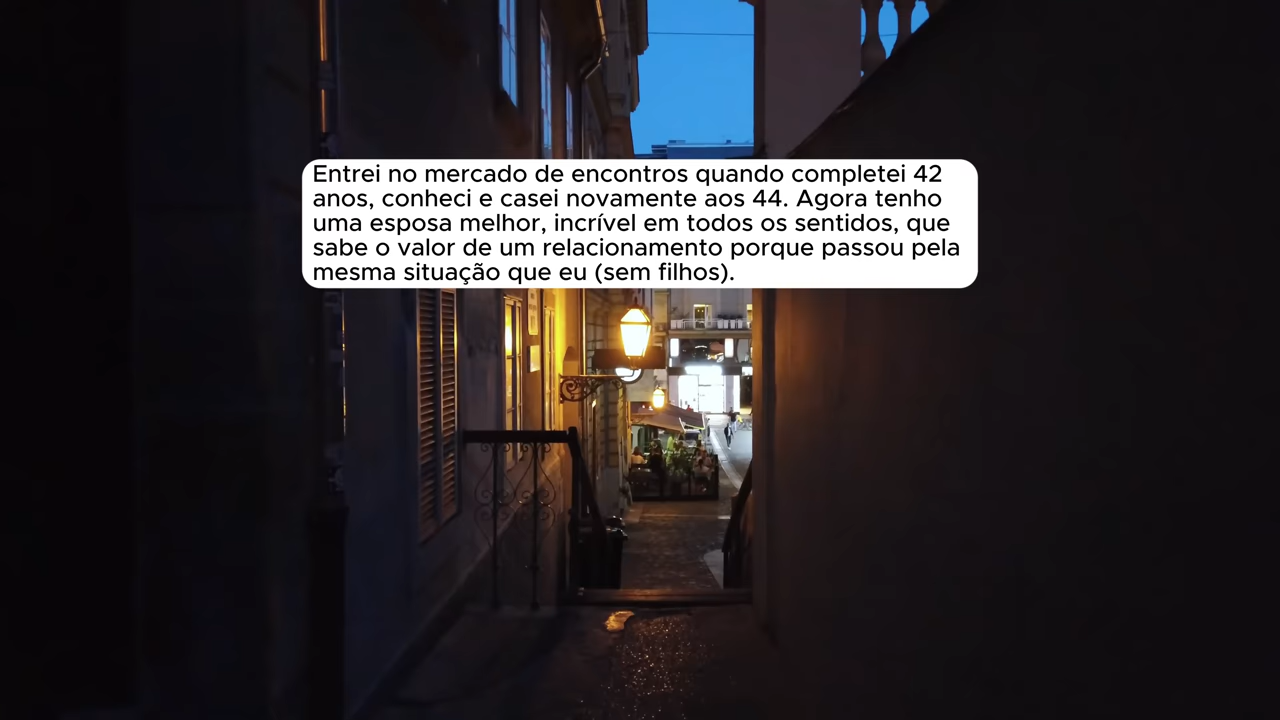 Entrei no mercado de encontros quando completei 42
anos, conheci e casei novamente aos 44. Agora tenho
uma esposa melhor, incrível em todos os sentidos, que
sabe o valor de um relacionamento porque passou pela
mesma situação que eu (sem filhos).